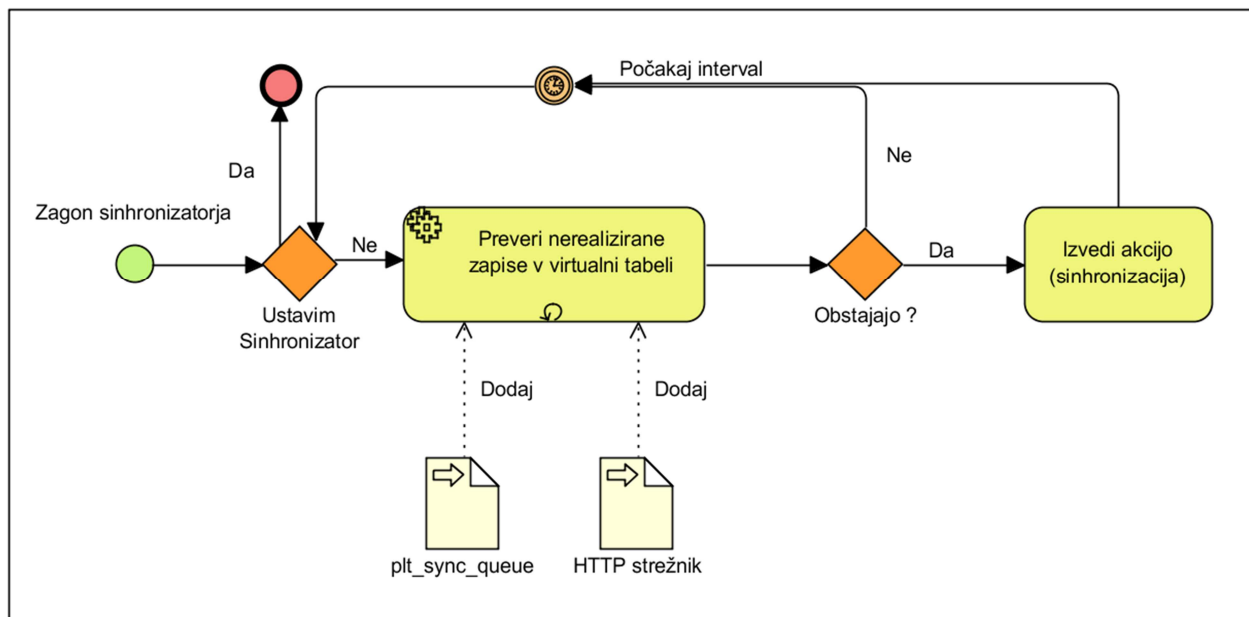 Počakaj interval
Da
Ne
Zagon sinhronizatorja
Ne
Preveri nerealizirane
zapise v virtualni tabeli
Da
Izvedi akcijo
(sinhronizacija)
Ustavim
Sinhronizator
Obstajajo ?
Dodaj
Dodaj
plt_sync_queue
HTTP strežnik